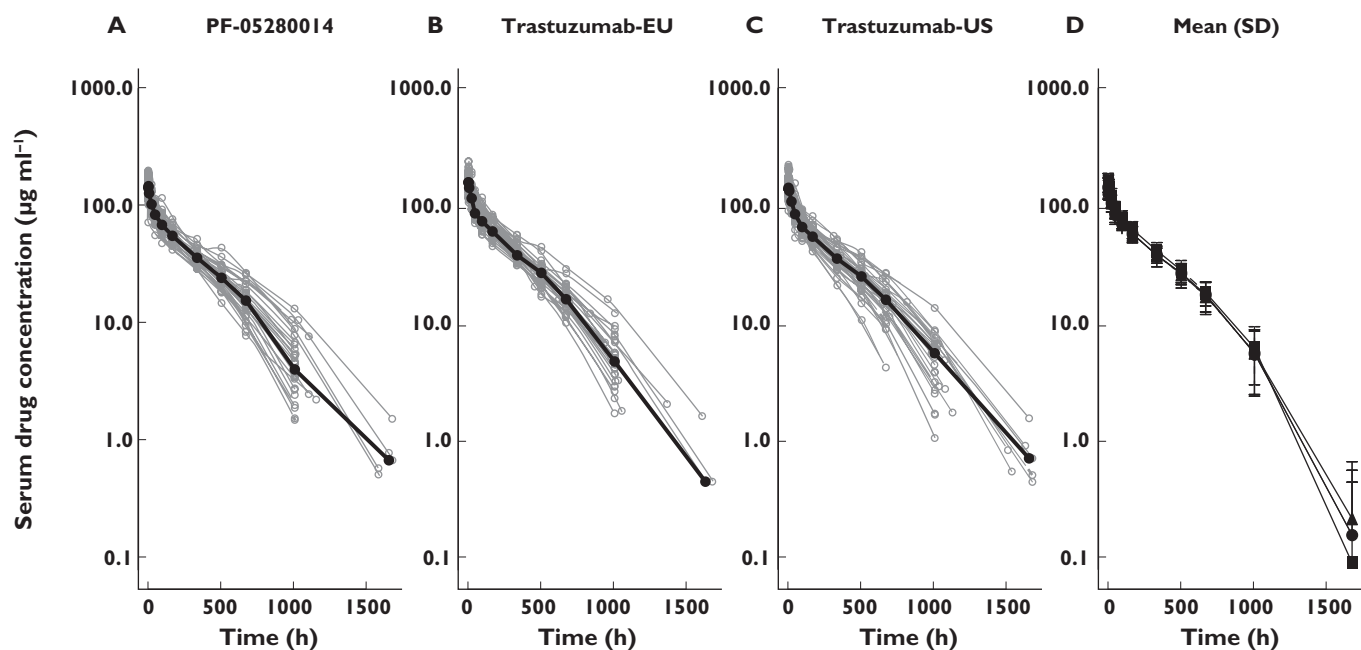 A PF-05280014
B Trastuzumab-EU
C Trastuzumab-US
D Mean (SD)
Serum drug concentration (µg ml⁻¹)
1000.0
100.0
10.0
1.0
0.1
0 500 1000 1500
Time (h)
1000.0
100.0
10.0
1.0
0.1
0 500 1000 1500
Time (h)
1000.0
100.0
10.0
1.0
0.1
0 500 1000 1500
Time (h)
1000.0
100.0
10.0
1.0
0.1
0 500 1000 1500
Time (h)